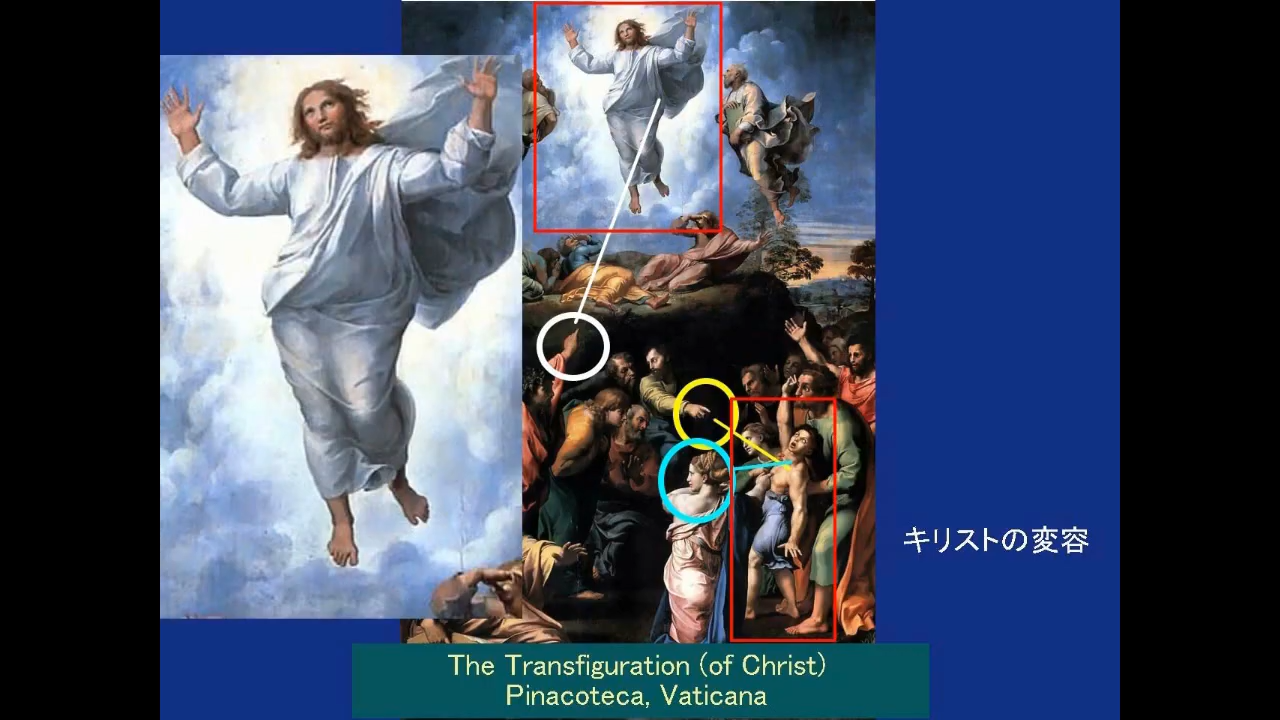 キリストの変容
The Transfiguration (of Christ)
Pinacoteca, Vaticana